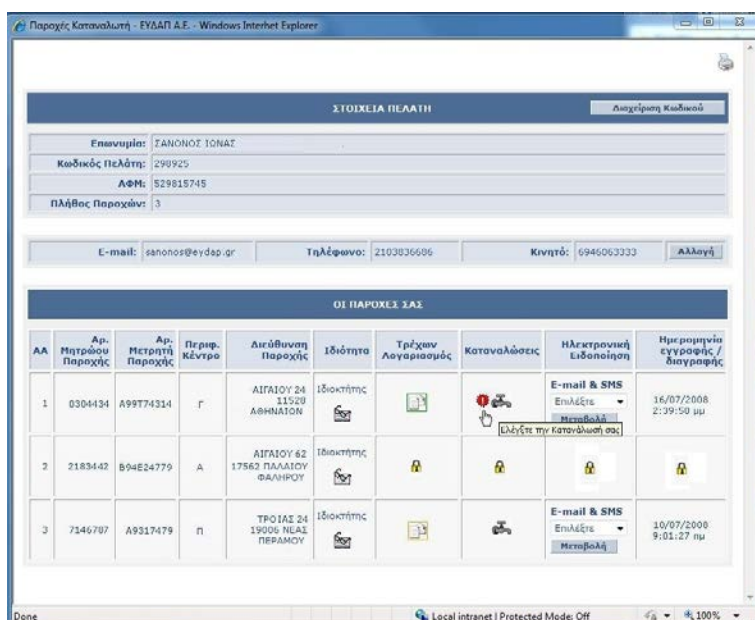 Παροχές Καταναλωτή - ΕΥΔΑΠ Α.Ε. - Windows Internet Explorer
ΣΤΟΙΧΕΙΑ ΠΕΛΑΤΗ
Διαχείριση Κωδικού
Επωνυμία: ΣΑΝΟΝΟΣ ΙΩΝΑΣ
Κωδικός Πελάτη: 298925
ΑΦΜ: 529815745
Πλήθος Παροχών: 3
E-mail: sanonos@eydap.gr Τηλέφωνο: 2103836686 Κινητό: 6946063333 Αλλαγή
ΟΙ ΠΑΡΟΧΕΣ ΣΑΣ
ΑΑ Αρ. Μητρώου Παροχής Αρ. Μετρητή Παροχής Περιφ. Κέντρο Διεύθυνση Παροχής Ιδιότητα Τρέχων Λογαριασμός Καταναλώσεις Ηλεκτρονική Ειδοποίηση Ημερομηνία εγγραφής / διαγραφής
1 0304434 A99T74314 Γ ΑΙΓΑΙΟΥ 24 11528 ΑΘΗΝΑΙΩΝ Ιδιοκτήτης E-mail & SMS Επιλέξτε Μεταβολή 16/07/2008 2:39:50 μμ
Ελέγξτε την Κατανάλωσή σας
2 2183442 B94E24779 Α ΑΙΓΑΙΟΥ 62 17562 ΠΑΛΑΙΟΥ ΦΑΛΗΡΟΥ Ιδιοκτήτης
3 7146787 A9317479 Π ΤΡΟΙΑΣ 24 19006 ΝΕΑΣ ΠΕΡΑΜΟΥ Ιδιοκτήτης E-mail & SMS Επιλέξτε Μεταβολή 10/07/2008 9:01:27 πμ
Done Local intranet | Protected Mode: Off 100%